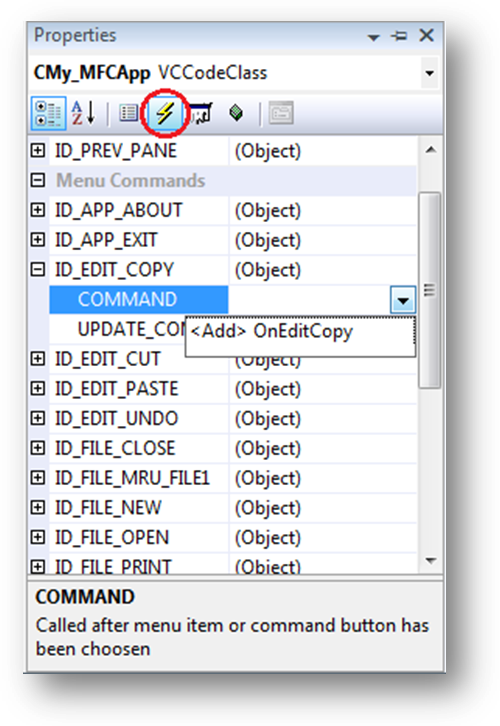 Properties
CMy_MFCApp VCCodeClass
ID_PREV_PANE (Object)
Menu Commands
ID_APP_ABOUT (Object)
ID_APP_EXIT (Object)
ID_EDIT_COPY (Object)
COMMAND
<Add> OnEditCopy
UPDATE_CO
ID_EDIT_CUT (Object)
ID_EDIT_PASTE (Object)
ID_EDIT_UNDO (Object)
ID_FILE_CLOSE (Object)
ID_FILE_MRU_FILE1 (Object)
ID_FILE_NEW (Object)
ID_FILE_OPEN (Object)
ID_FILE_PRINT (Object)
COMMAND
Called after menu item or command button has
been choosen